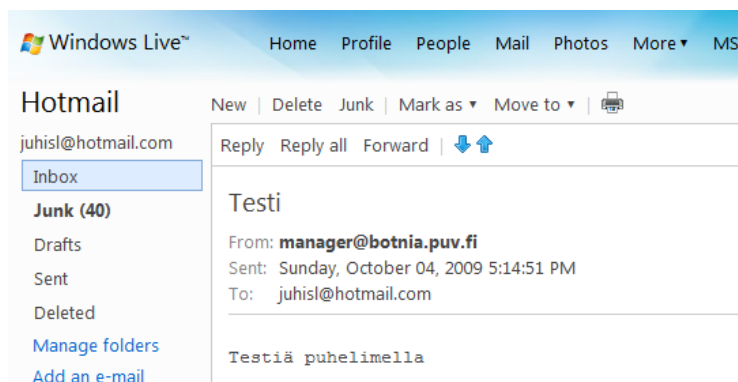 Windows Live™ Home Profile People Mail Photos More ▾ MS
Hotmail
New | Delete Junk | Mark as ▾ Move to ▾ |
juhisl@hotmail.com
Reply Reply all Forward |
Inbox
Junk (40)
Drafts
Sent
Deleted
Manage folders
Add an e-mail
Testi
From: manager@botnia.puv.fi
Sent: Sunday, October 04, 2009 5:14:51 PM
To: juhisl@hotmail.com
Testiä puhelimella